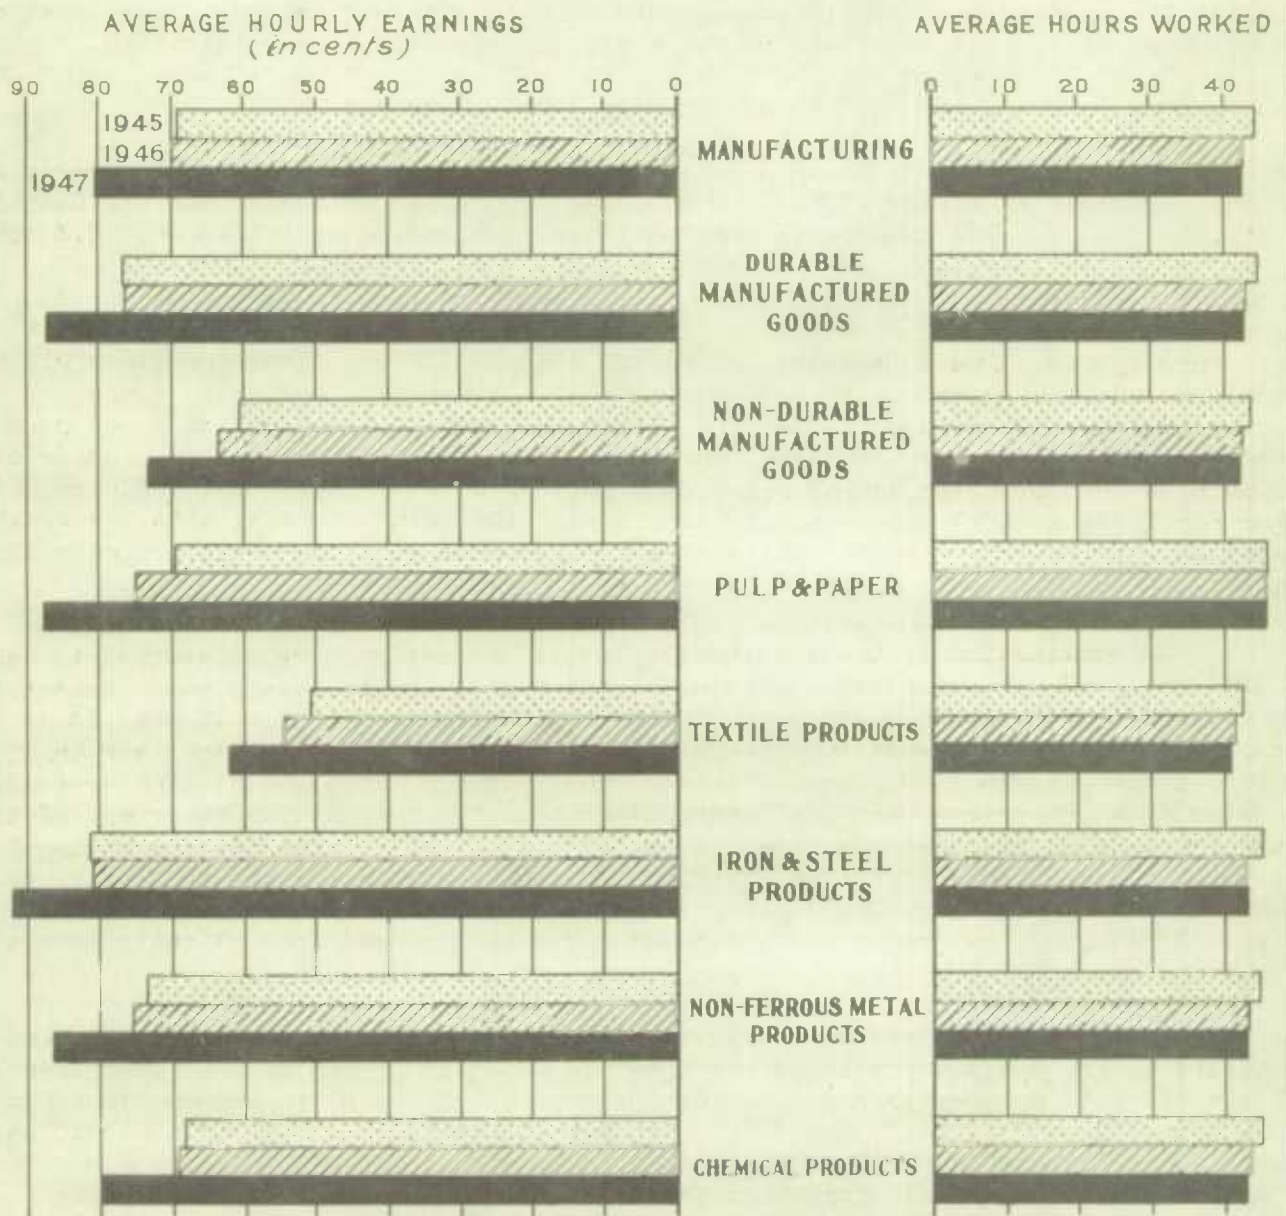 AVERAGE HOURLY EARNINGS
(in cents)
AVERAGE HOURS WORKED
90 80 70 60 50 40 30 20 10 0
0 10 20 30 40
1945
1946
1947
MANUFACTURING
DURABLE
MANUFACTURED
GOODS
NON-DURABLE
MANUFACTURED
GOODS
PULP & PAPER
TEXTILE PRODUCTS
IRON & STEEL
PRODUCTS
NON-FERROUS METAL
PRODUCTS
CHEMICAL PRODUCTS